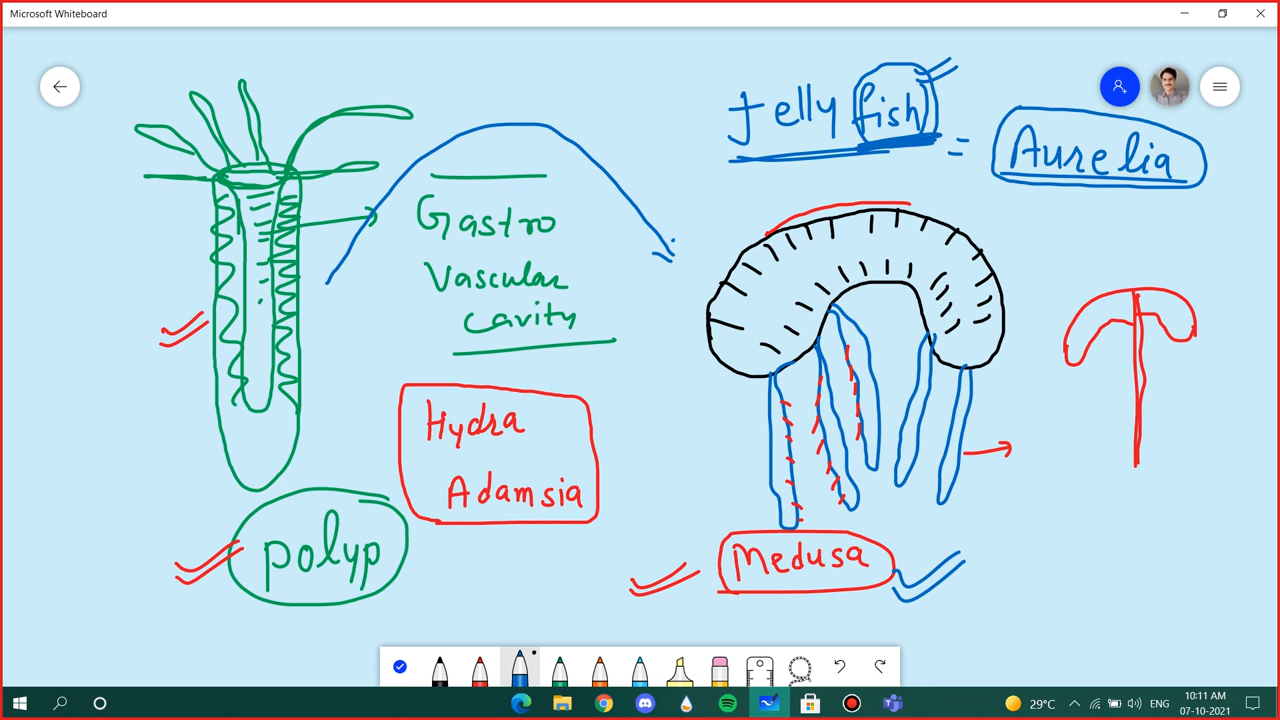 Microsoft Whiteboard
Jelly fish = Aurelia
Gastro
Vascular
cavity
Hydra
Adamsia
polyp
Medusa
29°C
ENG
10:11 AM
07-10-2021